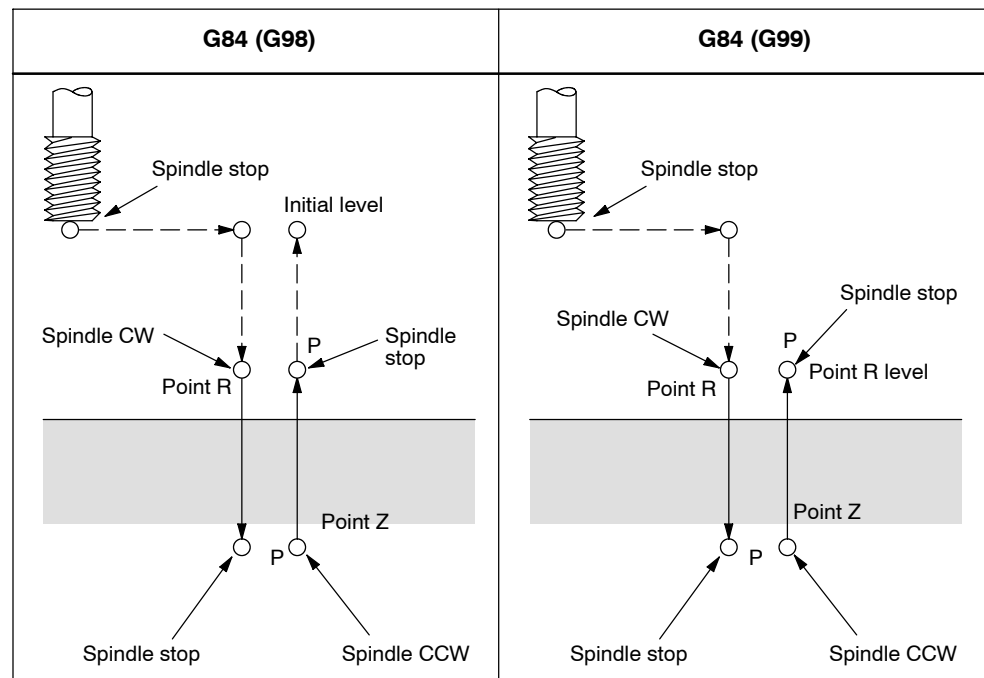 G84 (G98)
G84 (G99)
Spindle stop
Initial level
Spindle CW
P
Spindle
stop
Point R
Point Z
P
Spindle stop
Spindle CCW
Spindle stop
Spindle stop
Spindle CW
P
Point R level
Point R
Point Z
P
Spindle stop
Spindle CCW